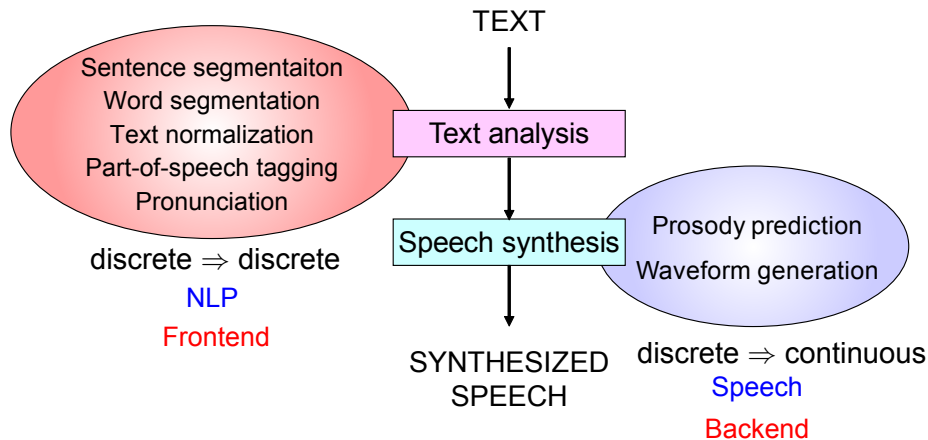 TEXT
Sentence segmentaiton
Word segmentation
Text normalization
Part-of-speech tagging
Pronunciation
Text analysis
discrete ⇒ discrete
NLP
Frontend
Speech synthesis
Prosody prediction
Waveform generation
discrete ⇒ continuous
Speech
Backend
SYNTHESIZED
SPEECH